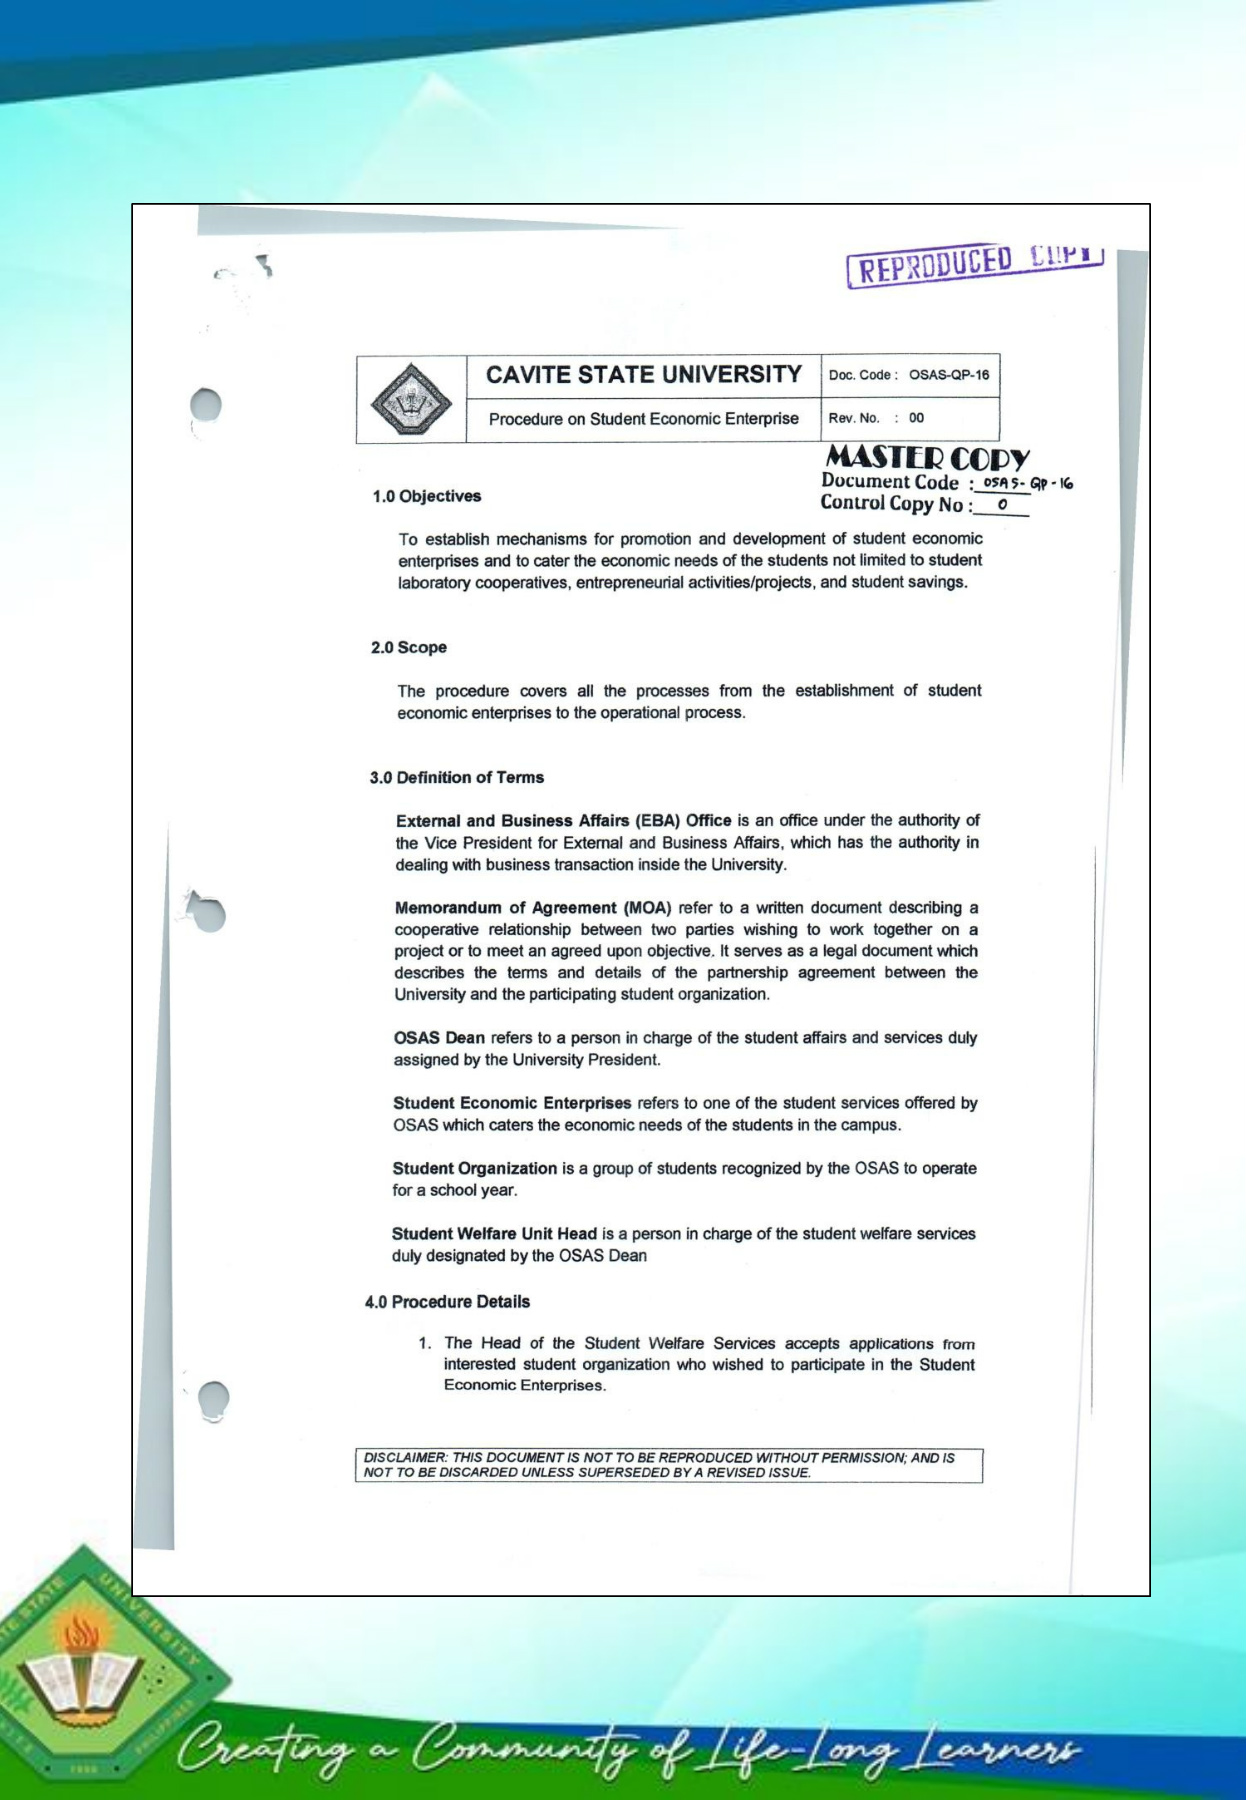 REPRODUCED COPY
CAVITE STATE UNIVERSITY
Doc. Code : OSAS-QP-16
Procedure on Student Economic Enterprise
Rev. No. : 00
MASTER COPY
Document Code : OSAS-QP-16
Control Copy No : 0
1.0 Objectives
To establish mechanisms for promotion and development of student economic
enterprises and to cater the economic needs of the students not limited to student
laboratory cooperatives, entrepreneurial activities/projects, and student savings.
2.0 Scope
The procedure covers all the processes from the establishment of student
economic enterprises to the operational process.
3.0 Definition of Terms
External and Business Affairs (EBA) Office is an office under the authority of
the Vice President for External and Business Affairs, which has the authority in
dealing with business transaction inside the University.
Memorandum of Agreement (MOA) refer to a written document describing a
cooperative relationship between two parties wishing to work together on a
project or to meet an agreed upon objective. It serves as a legal document which
describes the terms and details of the partnership agreement between the
University and the participating student organization.
OSAS Dean refers to a person in charge of the student affairs and services duly
assigned by the University President.
Student Economic Enterprises refers to one of the student services offered by
OSAS which caters the economic needs of the students in the campus.
Student Organization is a group of students recognized by the OSAS to operate
for a school year.
Student Welfare Unit Head is a person in charge of the student welfare services
duly designated by the OSAS Dean
4.0 Procedure Details
1. The Head of the Student Welfare Services accepts applications from
interested student organization who wished to participate in the Student
Economic Enterprises.
DISCLAIMER: THIS DOCUMENT IS NOT TO BE REPRODUCED WITHOUT PERMISSION; AND IS
NOT TO BE DISCARDED UNLESS SUPERSEDED BY A REVISED ISSUE.
STATE UNIVERSITY
PHILIPPINES
1906
Creating a Community of Life-Long Learners